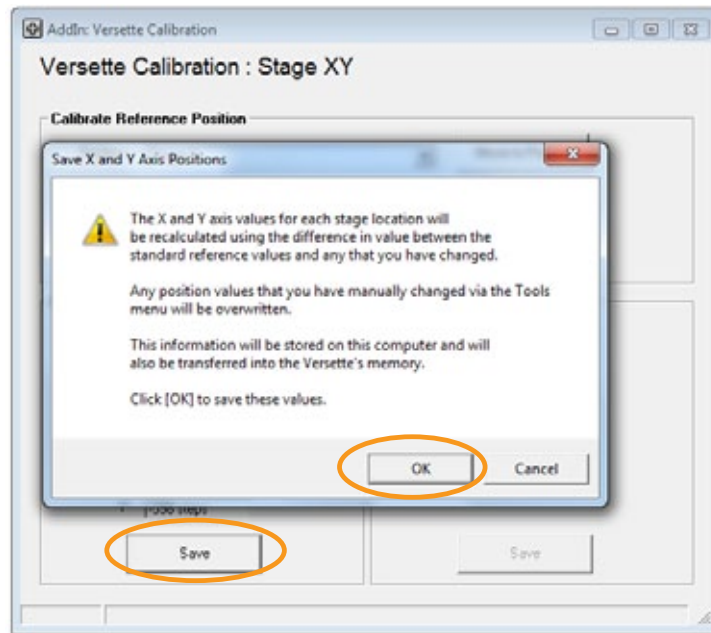 AddIn: Versette Calibration
Versette Calibration : Stage XY
Calibrate Reference Position
Save X and Y Axis Positions
The X and Y axis values for each stage location will
be recalculated using the difference in value between the
standard reference values and any that you have changed.
Any position values that you have manually changed via the Tools
menu will be overwritten.
This information will be stored on this computer and will
also be transferred into the Versette's memory.
Click [OK] to save these values.
OK Cancel
steps
Save Save